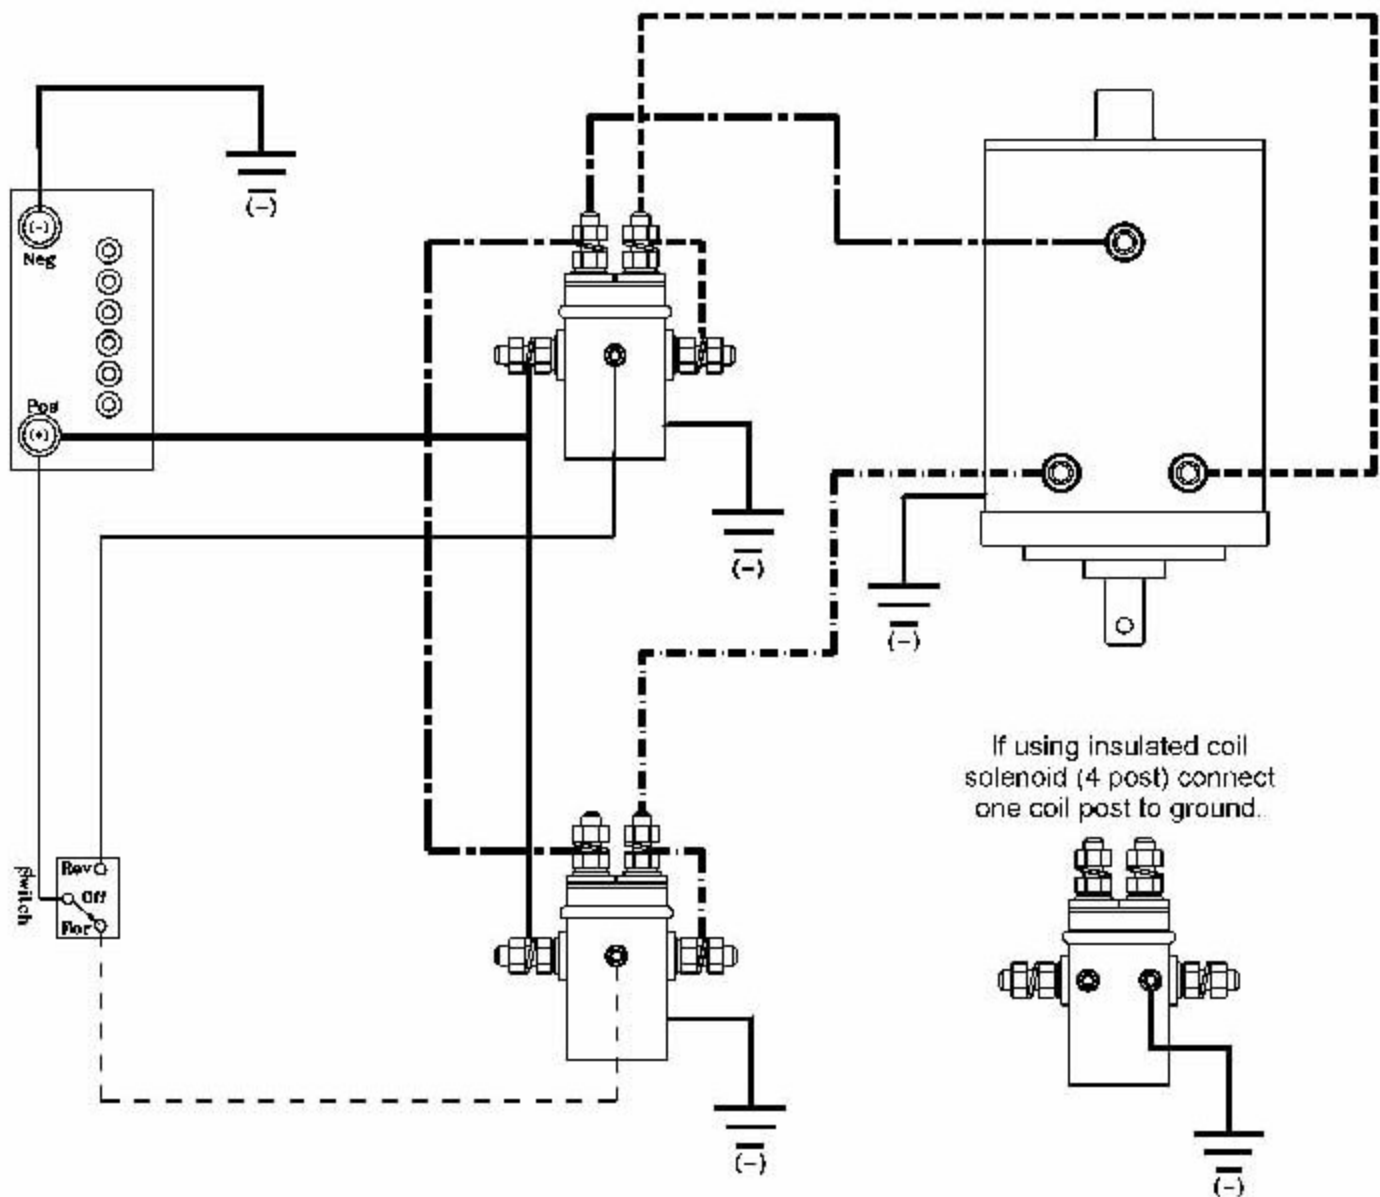 (-)
(-)
Neg
Pos
(+)
(-)
(-)
If using insulated coil
solenoid (4 post) connect
one coil post to ground.
Rev
Off
For
Switch
(-)
(-)